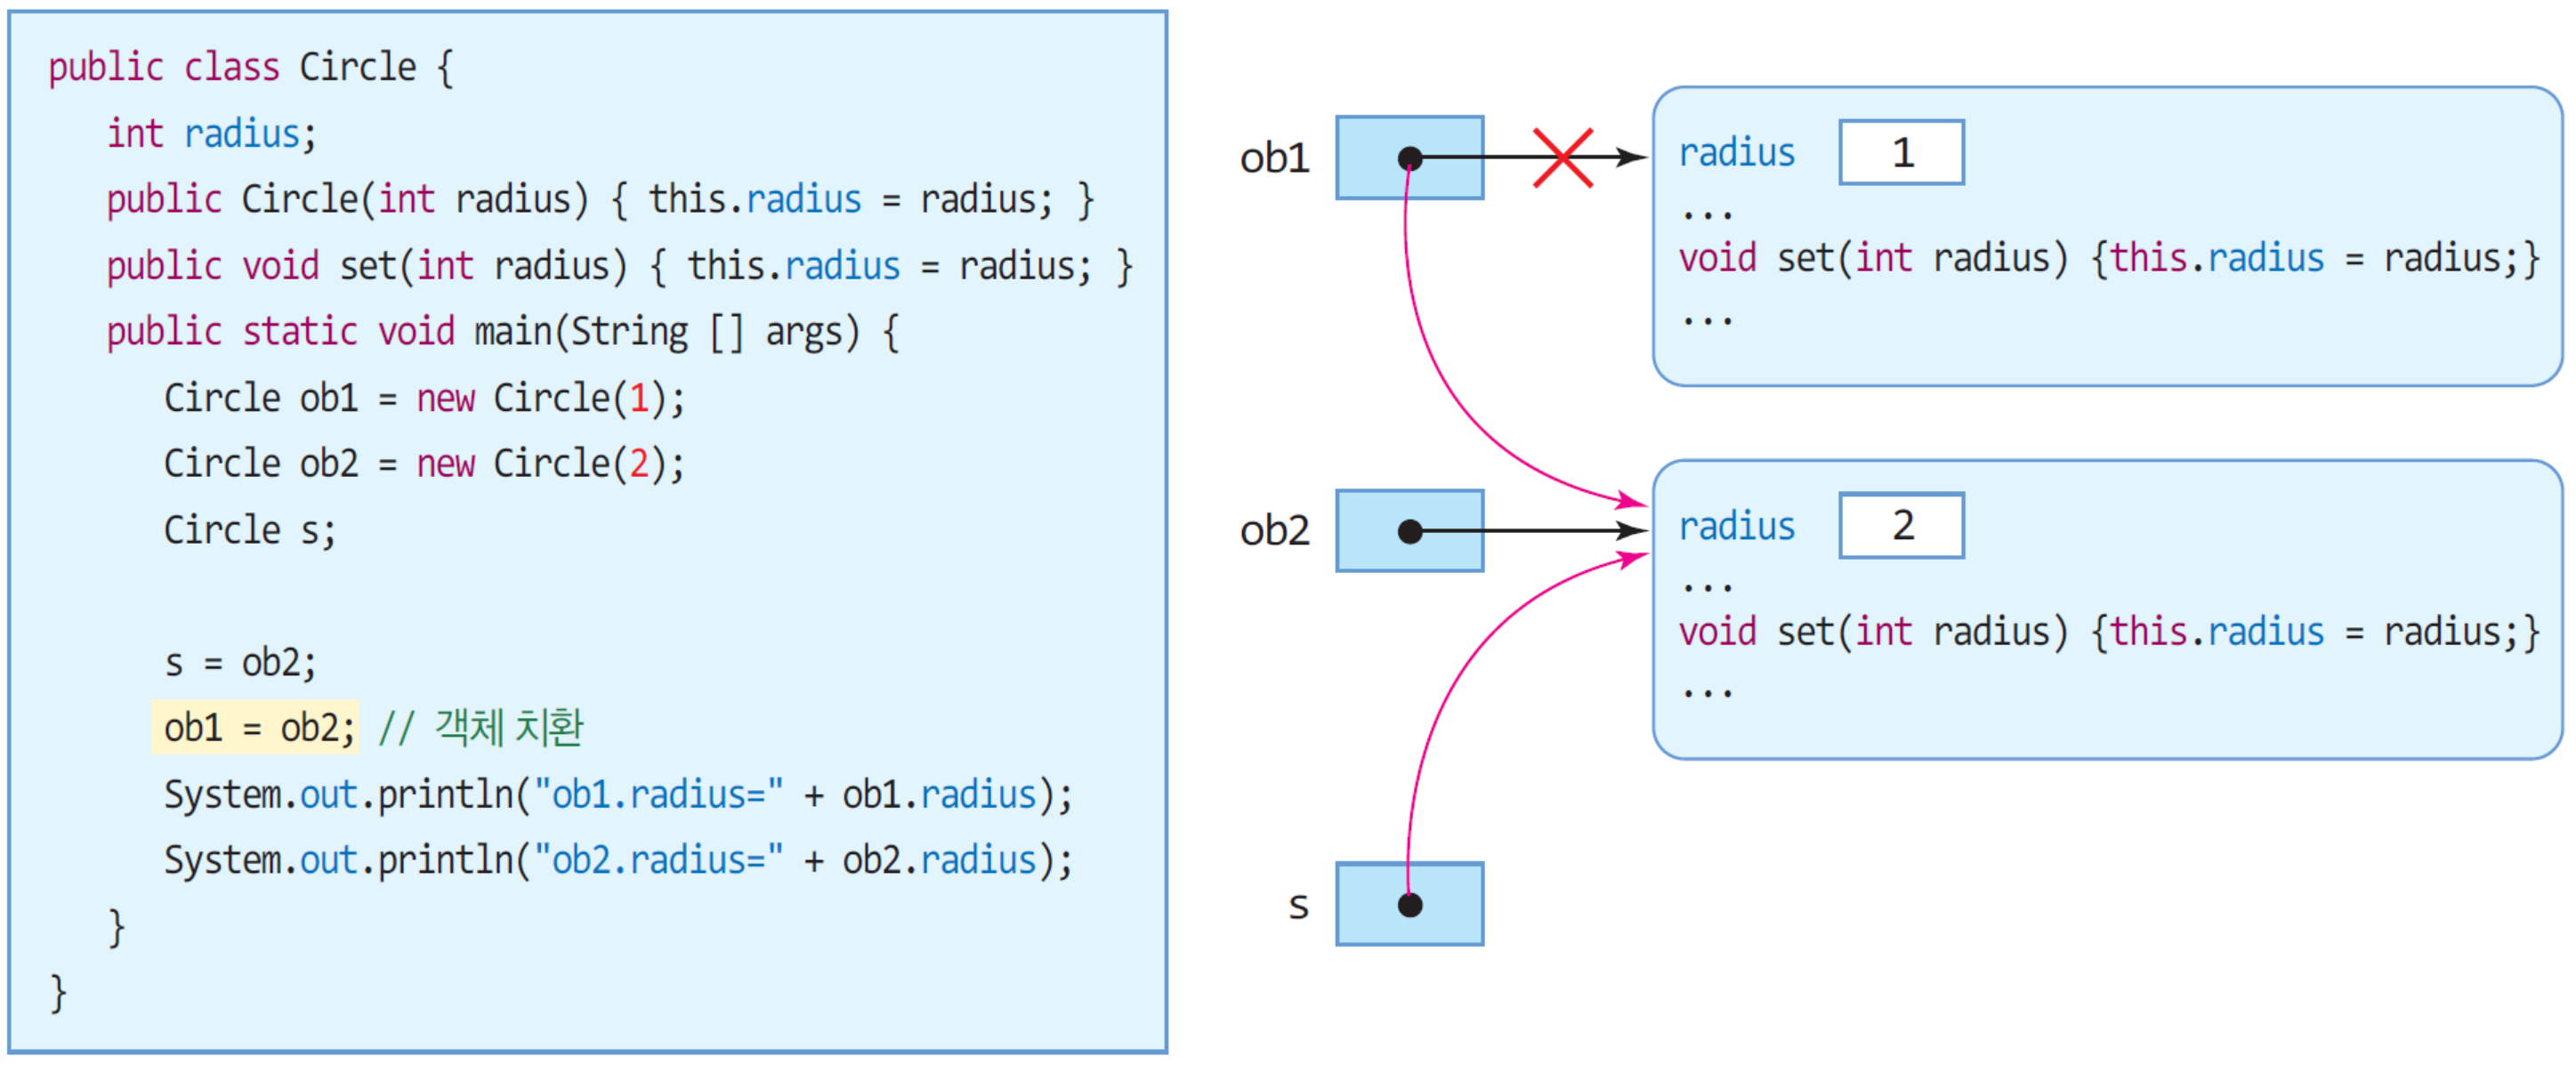 public class Circle {
int radius;
public Circle(int radius) { this.radius = radius; }
public void set(int radius) { this.radius = radius; }
public static void main(String [] args) {
Circle ob1 = new Circle(1);
Circle ob2 = new Circle(2);
Circle s;
s = ob2;
ob1 = ob2; // 객체 치환
System.out.println("ob1.radius=" + ob1.radius);
System.out.println("ob2.radius=" + ob2.radius);
}
}
ob1
radius 1
...
void set(int radius) {this.radius = radius;}
...
ob2
radius 2
...
void set(int radius) {this.radius = radius;}
...
s